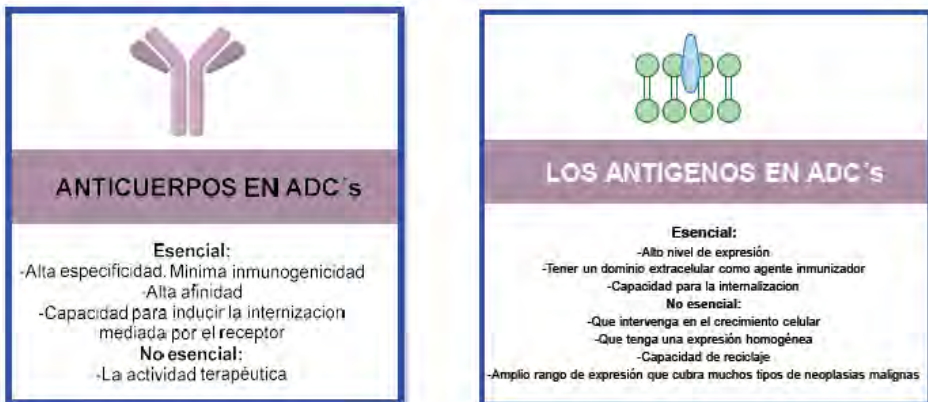 ANTICUERPOS EN ADC´s
Esencial:
-Alta especificidad. Minima inmunogenicidad
-Alta afinidad
-Capacidad para inducir la internizacion
mediada por el receptor
No esencial:
-La actividad terapéutica
LOS ANTIGENOS EN ADC´s
Esencial:
-Alto nivel de expresión
-Tener un dominio extracelular como agente inmunizador
-Capacidad para la internalizacion
No esencial:
-Que intervenga en el crecimiento celular
-Que tenga una expresión homogénea
-Capacidad de reciclaje
-Amplio rango de expresión que cubra muchos tipos de neoplasias malignas